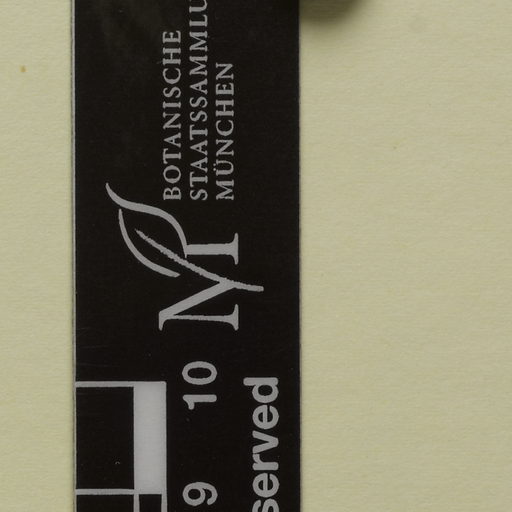 BOTANISCHE
STAATSSAMMLU
MÜNCHEN
M
9 10
served